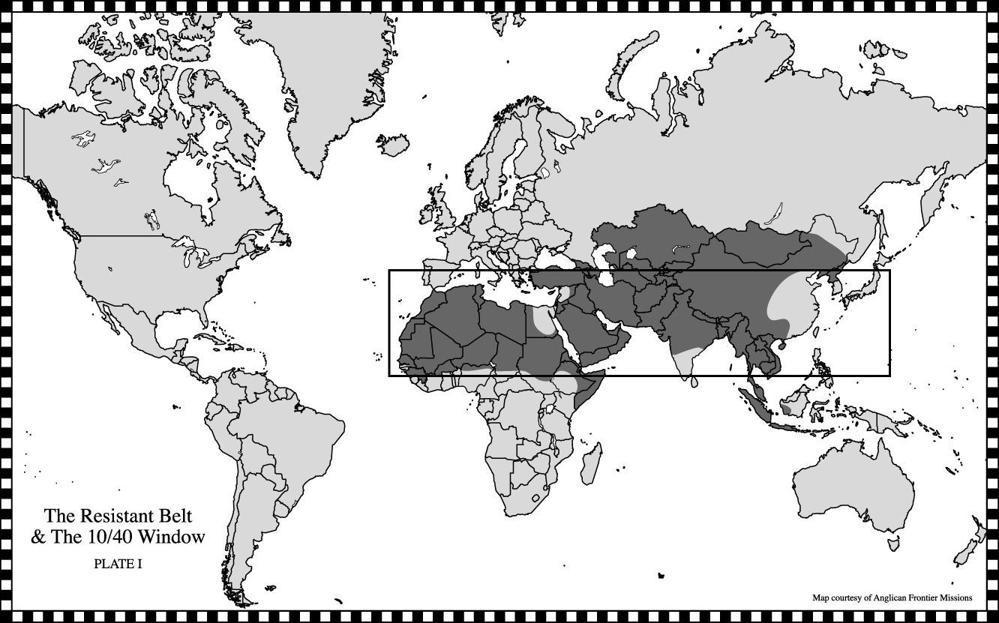 The Resistant Belt
& The 10/40 Window
PLATE I
Map courtesy of Anglican Frontier Missions